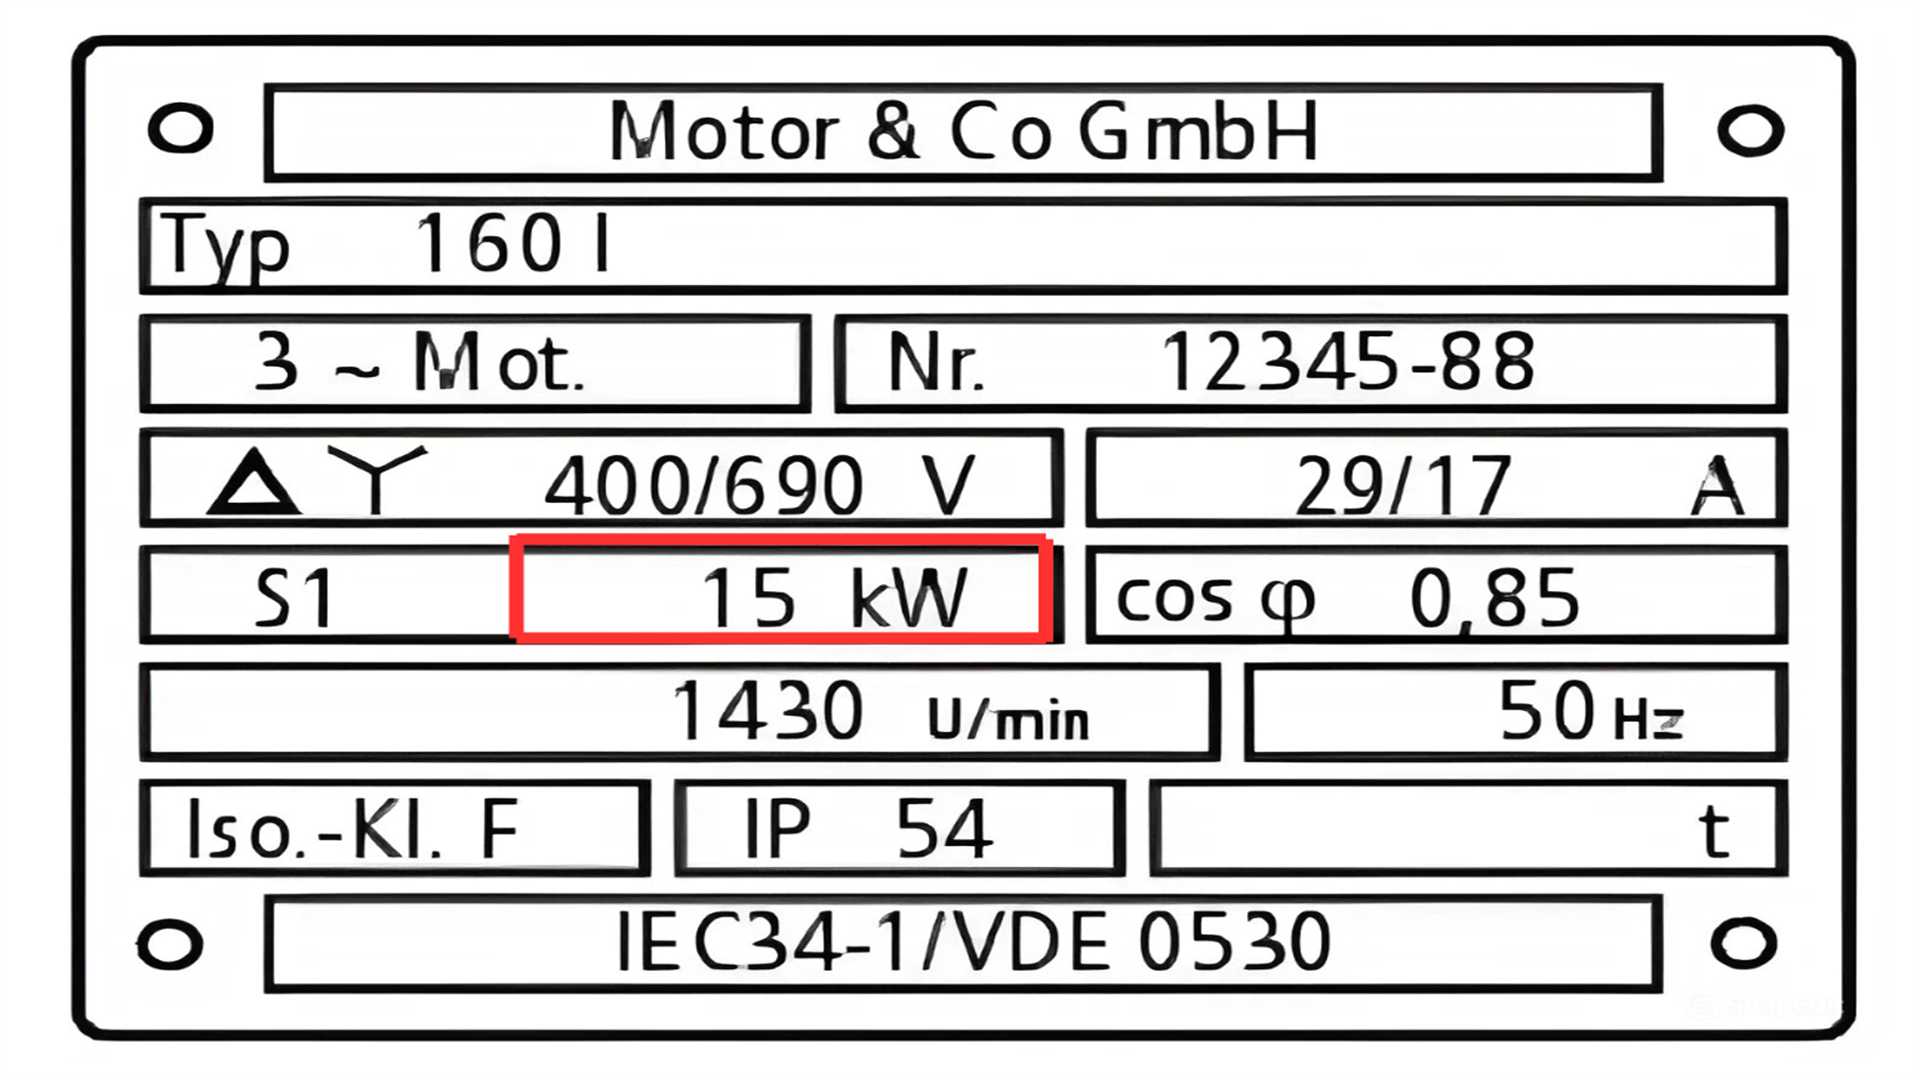 Motor & Co GmbH
Typ 160 l
3 ~ Mot. Nr. 12345-88
Δ Y 400/690 V 29/17 A
S1 15 kW cos φ 0,85
1430 U/min 50 Hz
Iso.-Kl. F IP 54 t
IEC34-1/VDE 0530